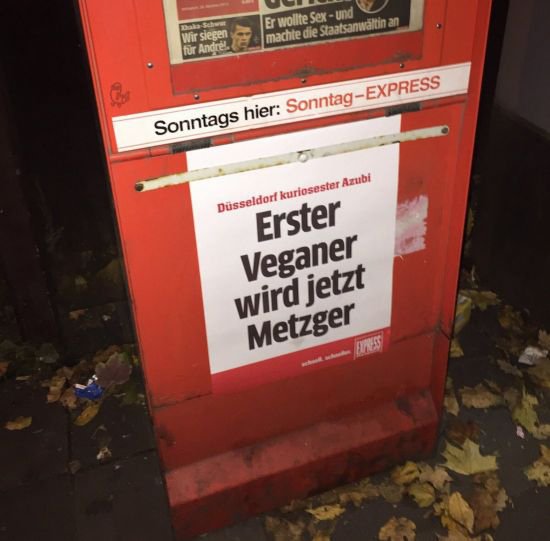 Xhaka-Schwur
Wir siegen
für André!
Er wollte Sex – und
machte die Staatsanwältin an
Sonntags hier: Sonntag–EXPRESS
Düsseldorf kuriosester Azubi
Erster
Veganer
wird jetzt
Metzger
schnell. schneller. EXPRESS